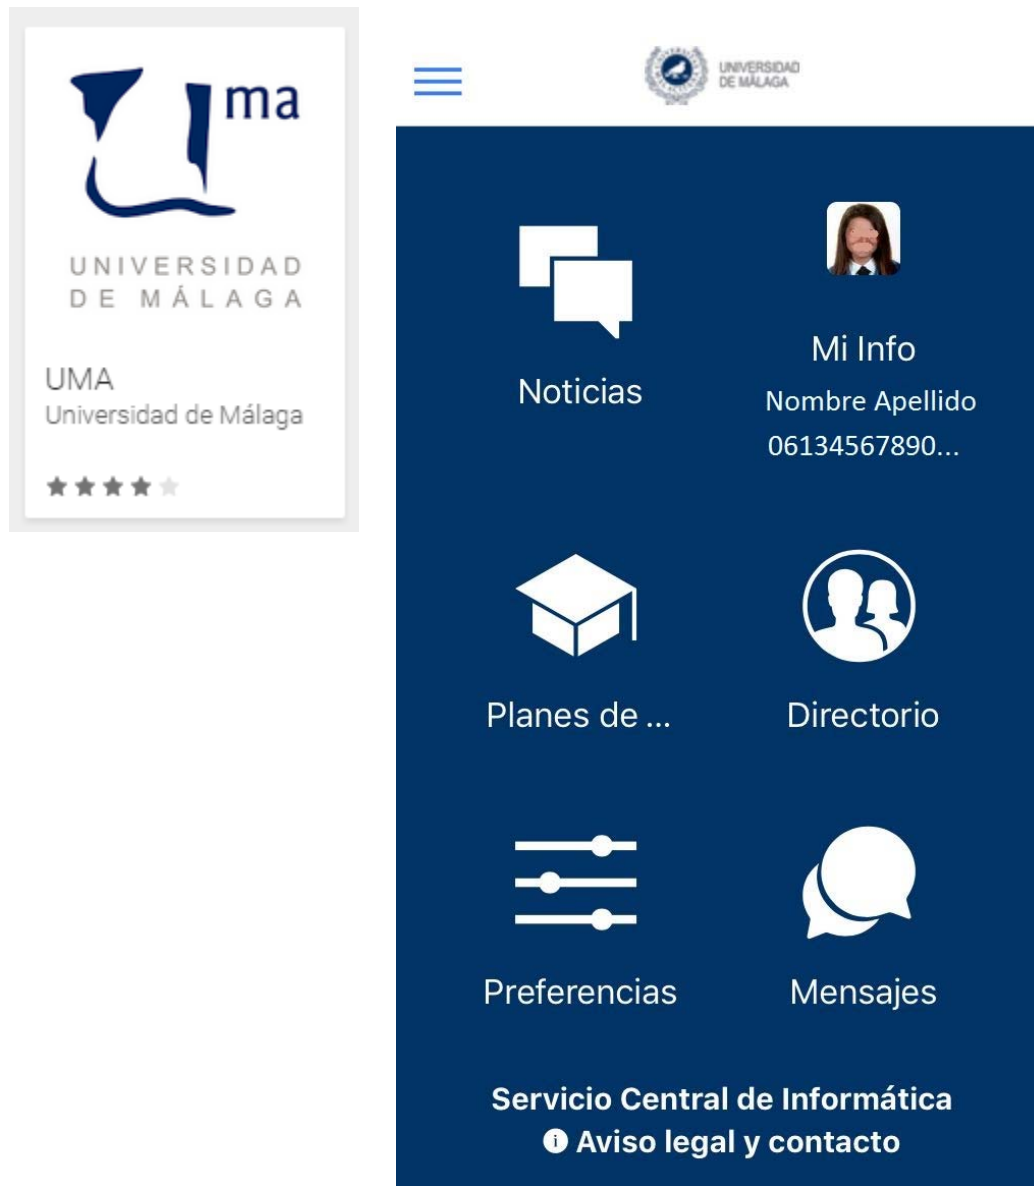 Uma
UNIVERSIDAD
DE MÁLAGA
UMA
Universidad de Málaga
UNIVERSIDAD
DE MÁLAGA
Noticias
Mi Info
Nombre Apellido
06134567890...
Planes de ...
Directorio
Preferencias
Mensajes
Servicio Central de Informática
i Aviso legal y contacto